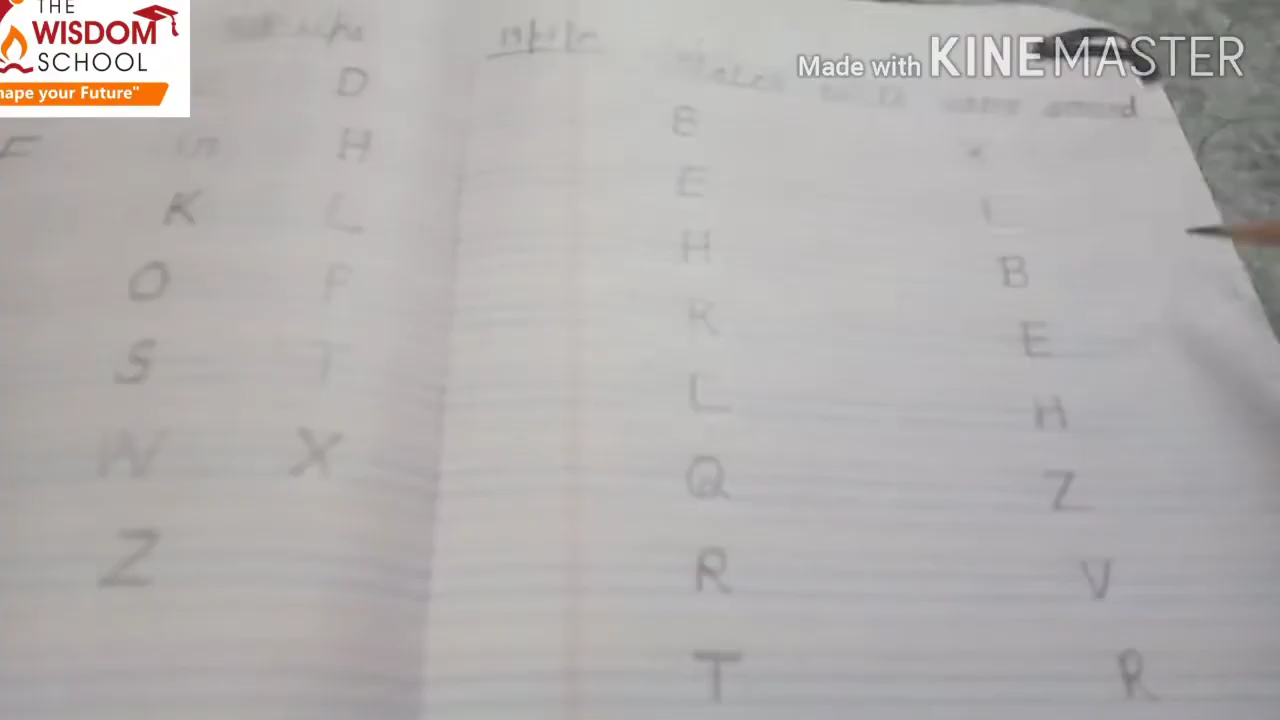 THE
WISDOM
SCHOOL
hape your Future"
Made with KINEMASTER
D
F H
K L
O P
S T
W X
Z
B
E L
H B
K E
L H
Q Z
R V
T R